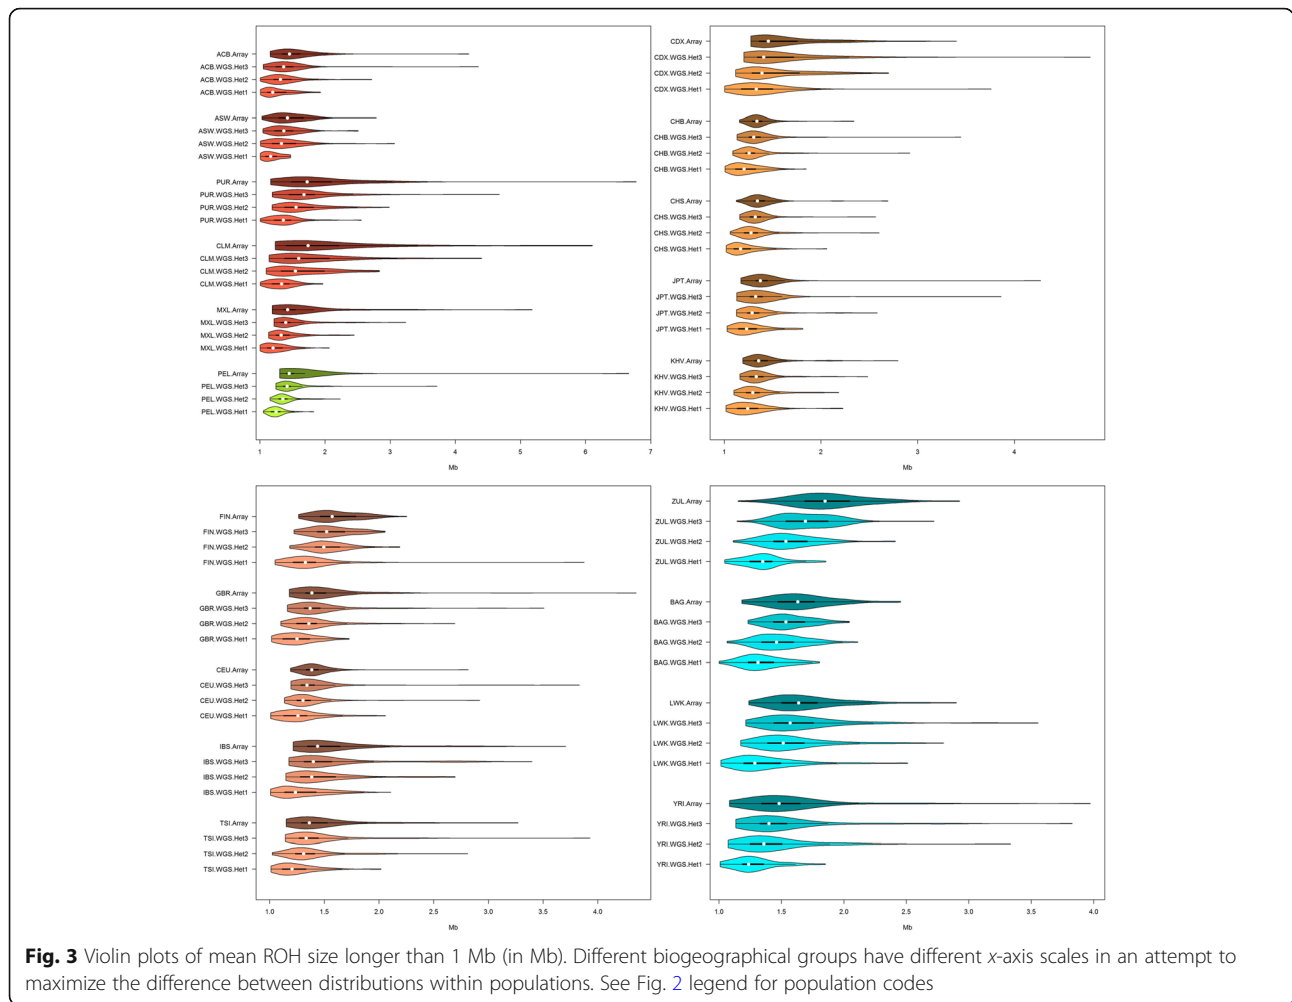 ACB.Array
ACB.WGS.Het3
ACB.WGS.Het2
ACB.WGS.Het1
ASW.Array
ASW.WGS.Het3
ASW.WGS.Het2
ASW.WGS.Het1
PUR.Array
PUR.WGS.Het3
PUR.WGS.Het2
PUR.WGS.Het1
CLM.Array
CLM.WGS.Het3
CLM.WGS.Het2
CLM.WGS.Het1
MXL.Array
MXL.WGS.Het3
MXL.WGS.Het2
MXL.WGS.Het1
PEL.Array
PEL.WGS.Het3
PEL.WGS.Het2
PEL.WGS.Het1
1 2 3 4 5 6 7
Mb
CDX.Array
CDX.WGS.Het3
CDX.WGS.Het2
CDX.WGS.Het1
CHB.Array
CHB.WGS.Het3
CHB.WGS.Het2
CHB.WGS.Het1
CHS.Array
CHS.WGS.Het3
CHS.WGS.Het2
CHS.WGS.Het1
JPT.Array
JPT.WGS.Het3
JPT.WGS.Het2
JPT.WGS.Het1
KHV.Array
KHV.WGS.Het3
KHV.WGS.Het2
KHV.WGS.Het1
1 2 3 4
Mb
FIN.Array
FIN.WGS.Het3
FIN.WGS.Het2
FIN.WGS.Het1
GBR.Array
GBR.WGS.Het3
GBR.WGS.Het2
GBR.WGS.Het1
CEU.Array
CEU.WGS.Het3
CEU.WGS.Het2
CEU.WGS.Het1
IBS.Array
IBS.WGS.Het3
IBS.WGS.Het2
IBS.WGS.Het1
TSI.Array
TSI.WGS.Het3
TSI.WGS.Het2
TSI.WGS.Het1
1.0 1.5 2.0 2.5 3.0 3.5 4.0
Mb
ZUL.Array
ZUL.WGS.Het3
ZUL.WGS.Het2
ZUL.WGS.Het1
BAG.Array
BAG.WGS.Het3
BAG.WGS.Het2
BAG.WGS.Het1
LWK.Array
LWK.WGS.Het3
LWK.WGS.Het2
LWK.WGS.Het1
YRI.Array
YRI.WGS.Het3
YRI.WGS.Het2
YRI.WGS.Het1
1.0 1.5 2.0 2.5 3.0 3.5 4.0
Mb
Fig. 3 Violin plots of mean ROH size longer than 1 Mb (in Mb). Different biogeographical groups have different x-axis scales in an attempt to
maximize the difference between distributions within populations. See Fig. 2 legend for population codes